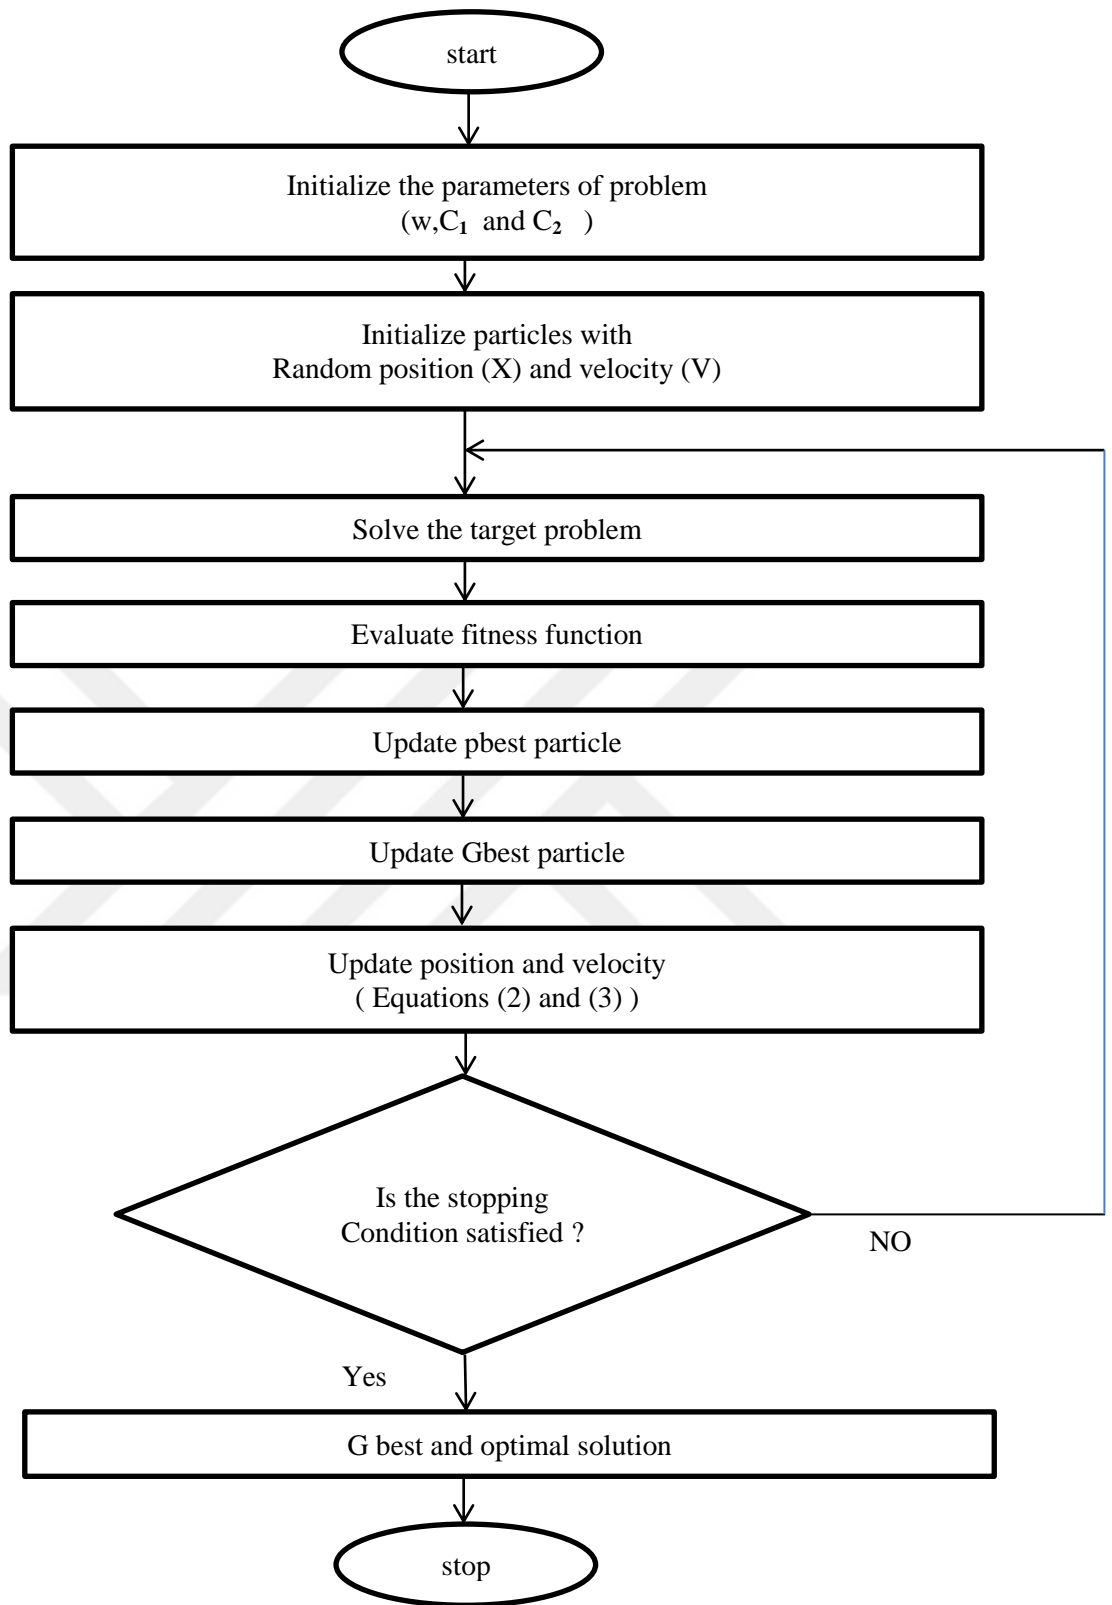 start
Initialize the parameters of problem
(w,C₁ and C₂ )
Initialize particles with
Random position (X) and velocity (V)
Solve the target problem
Evaluate fitness function
Update pbest particle
Update Gbest particle
Update position and velocity
( Equations (2) and (3) )
Is the stopping
Condition satisfied ?
NO
Yes
G best and optimal solution
stop